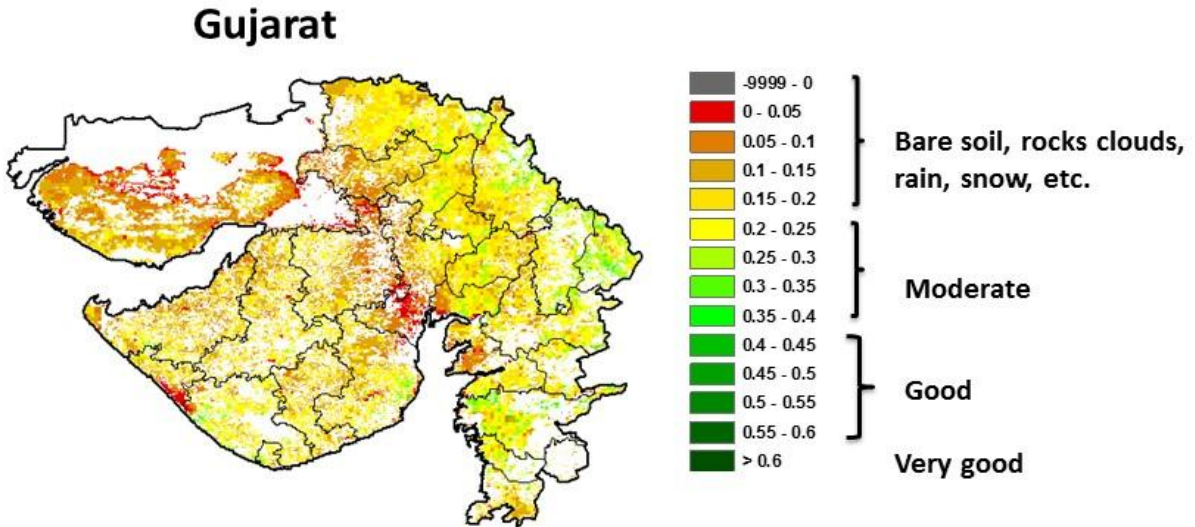 Gujarat
-9999 - 0
0 - 0.05
0.05 - 0.1
0.1 - 0.15
0.15 - 0.2
0.2 - 0.25
0.25 - 0.3
0.3 - 0.35
0.35 - 0.4
0.4 - 0.45
0.45 - 0.5
0.5 - 0.55
0.55 - 0.6
> 0.6
Bare soil, rocks clouds,
rain, snow, etc.
Moderate
Good
Very good